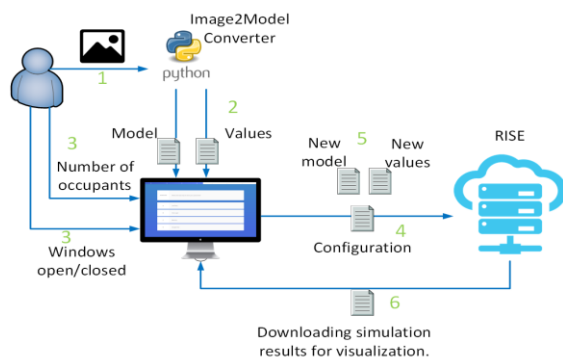 Image2Model
Converter
1
python
2
3
Model
Values
Number of
occupants
3
Windows
open/closed
5
New
model
New
values
RISE
4
Configuration
6
Downloading simulation
results for visualization.